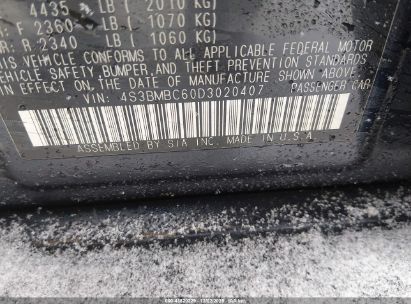 4435 LB ( 2010 KG)
F 2360 LB ( 1070 KG)
R 2340 LB ( 1060 KG)
THIS VEHICLE CONFORMS TO ALL APPLICABLE FEDERAL MOTOR
VEHICLE SAFETY, BUMPER, AND THEFT PREVENTION STANDARDS
IN EFFECT ON THE DATE OF MANUFACTURE SHOWN ABOVE.
VIN: 4S3BMBC60D3020407 PASSENGER CAR
ASSEMBLED BY SIA INC. MADE IN U.S.A.